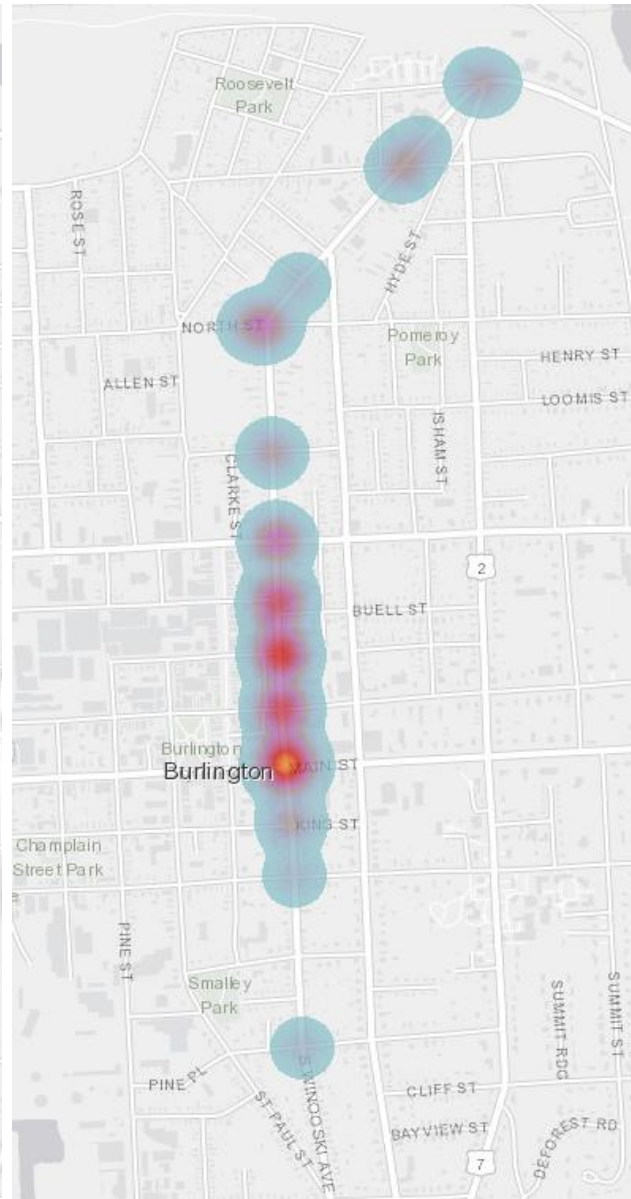 Roosevelt
Park
ROSE ST
HYDE ST
NORTH ST
Pomeroy
Park
HENRY ST
ALLEN ST
LOOMIS ST
ISHAM ST
CLARKE ST
2
BUELL ST
Burlington
Burlington
MAIN ST
KING ST
Champlain
Street Park
PINE ST
Smalley
Park
SUMMIT RDG
SUMMIT ST
S WINOOSKI AVE
PINE PL
CLIFF ST
ST PAUL ST
BAYVIEW ST
DEFOREST RD
7